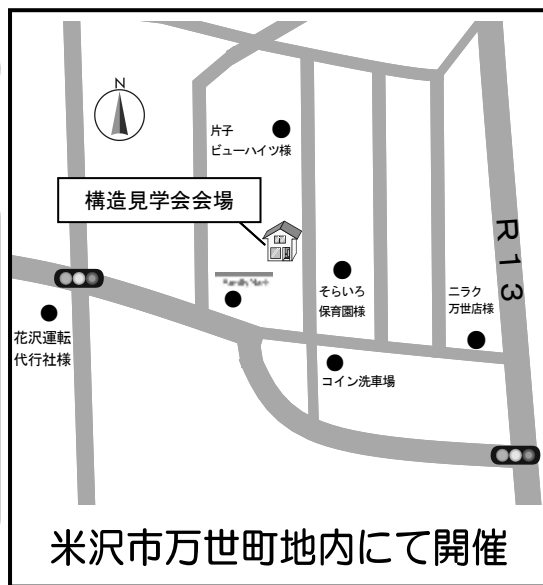 N
片子
ビューハイツ様
構造見学会会場
R13
そらいろ
保育園様
ニラク
万世店様
花沢運転
代行社様
コイン洗車場
米沢市万世町地内にて開催